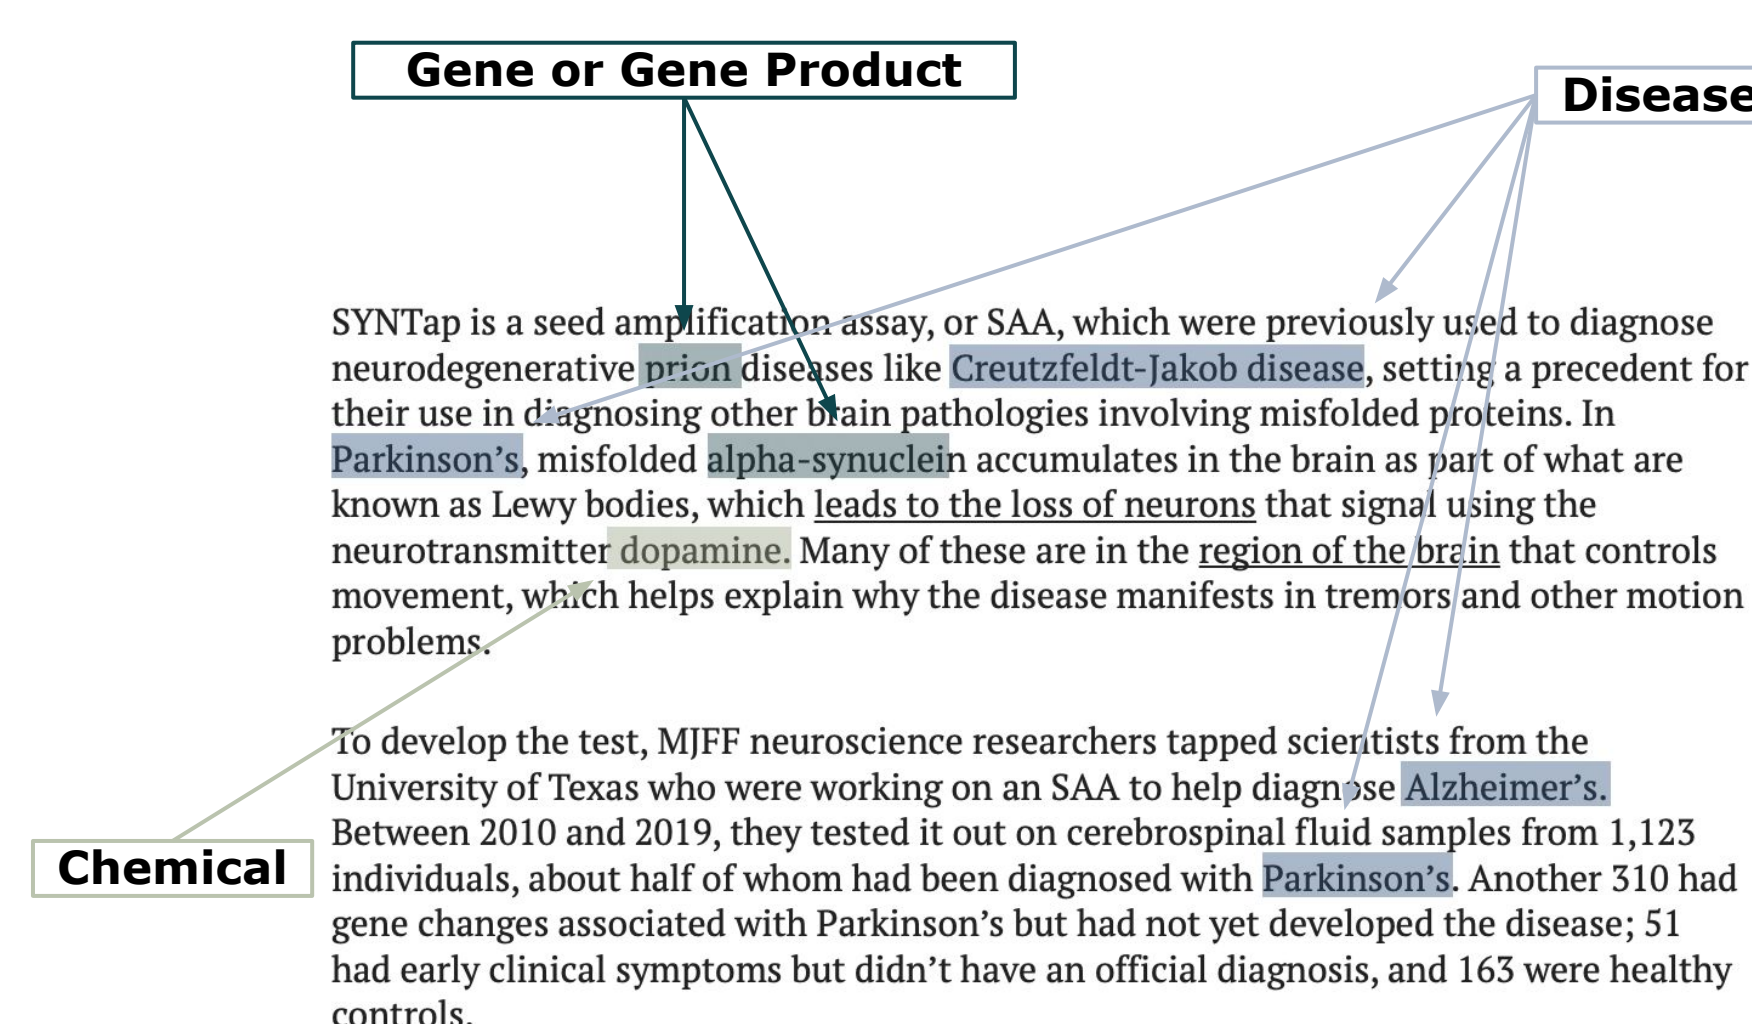 Gene or Gene Product
Disease
SYNTap is a seed amplification assay, or SAA, which were previously used to diagnose
neurodegenerative prion diseases like Creutzfeldt-Jakob disease, setting a precedent for
their use in diagnosing other brain pathologies involving misfolded proteins. In
Parkinson’s, misfolded alpha-synuclein accumulates in the brain as part of what are
known as Lewy bodies, which leads to the loss of neurons that signal using the
neurotransmitter dopamine. Many of these are in the region of the brain that controls
movement, which helps explain why the disease manifests in tremors and other motion
problems.
To develop the test, MJFF neuroscience researchers tapped scientists from the
University of Texas who were working on an SAA to help diagnose Alzheimer’s.
Between 2010 and 2019, they tested it out on cerebrospinal fluid samples from 1,123
Chemical
individuals, about half of whom had been diagnosed with Parkinson’s. Another 310 had
gene changes associated with Parkinson’s but had not yet developed the disease; 51
had early clinical symptoms but didn’t have an official diagnosis, and 163 were healthy
controls.